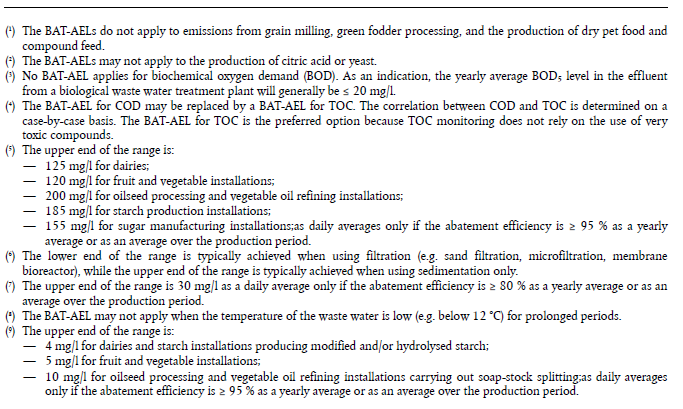 (¹) The BAT-AELs do not apply to emissions from grain milling, green fodder processing, and the production of dry pet food and
compound feed.
(²) The BAT-AELs may not apply to the production of citric acid or yeast.
(³) No BAT-AEL applies for biochemical oxygen demand (BOD). As an indication, the yearly average BOD₅ level in the effluent
from a biological waste water treatment plant will generally be ≤ 20 mg/l.
(⁴) The BAT-AEL for COD may be replaced by a BAT-AEL for TOC. The correlation between COD and TOC is determined on a
case-by-case basis. The BAT-AEL for TOC is the preferred option because TOC monitoring does not rely on the use of very
toxic compounds.
(⁵) The upper end of the range is:
— 125 mg/l for dairies;
— 120 mg/l for fruit and vegetable installations;
— 200 mg/l for oilseed processing and vegetable oil refining installations;
— 185 mg/l for starch production installations;
— 155 mg/l for sugar manufacturing installations;as daily averages only if the abatement efficiency is ≥ 95 % as a yearly
average or as an average over the production period.
(⁶) The lower end of the range is typically achieved when using filtration (e.g. sand filtration, microfiltration, membrane
bioreactor), while the upper end of the range is typically achieved when using sedimentation only.
(⁷) The upper end of the range is 30 mg/l as a daily average only if the abatement efficiency is ≥ 80 % as a yearly average or as an
average over the production period.
(⁸) The BAT-AEL may not apply when the temperature of the waste water is low (e.g. below 12 °C) for prolonged periods.
(⁹) The upper end of the range is:
— 4 mg/l for dairies and starch installations producing modified and/or hydrolysed starch;
— 5 mg/l for fruit and vegetable installations;
— 10 mg/l for oilseed processing and vegetable oil refining installations carrying out soap-stock splitting;as daily averages
only if the abatement efficiency is ≥ 95 % as a yearly average or as an average over the production period.